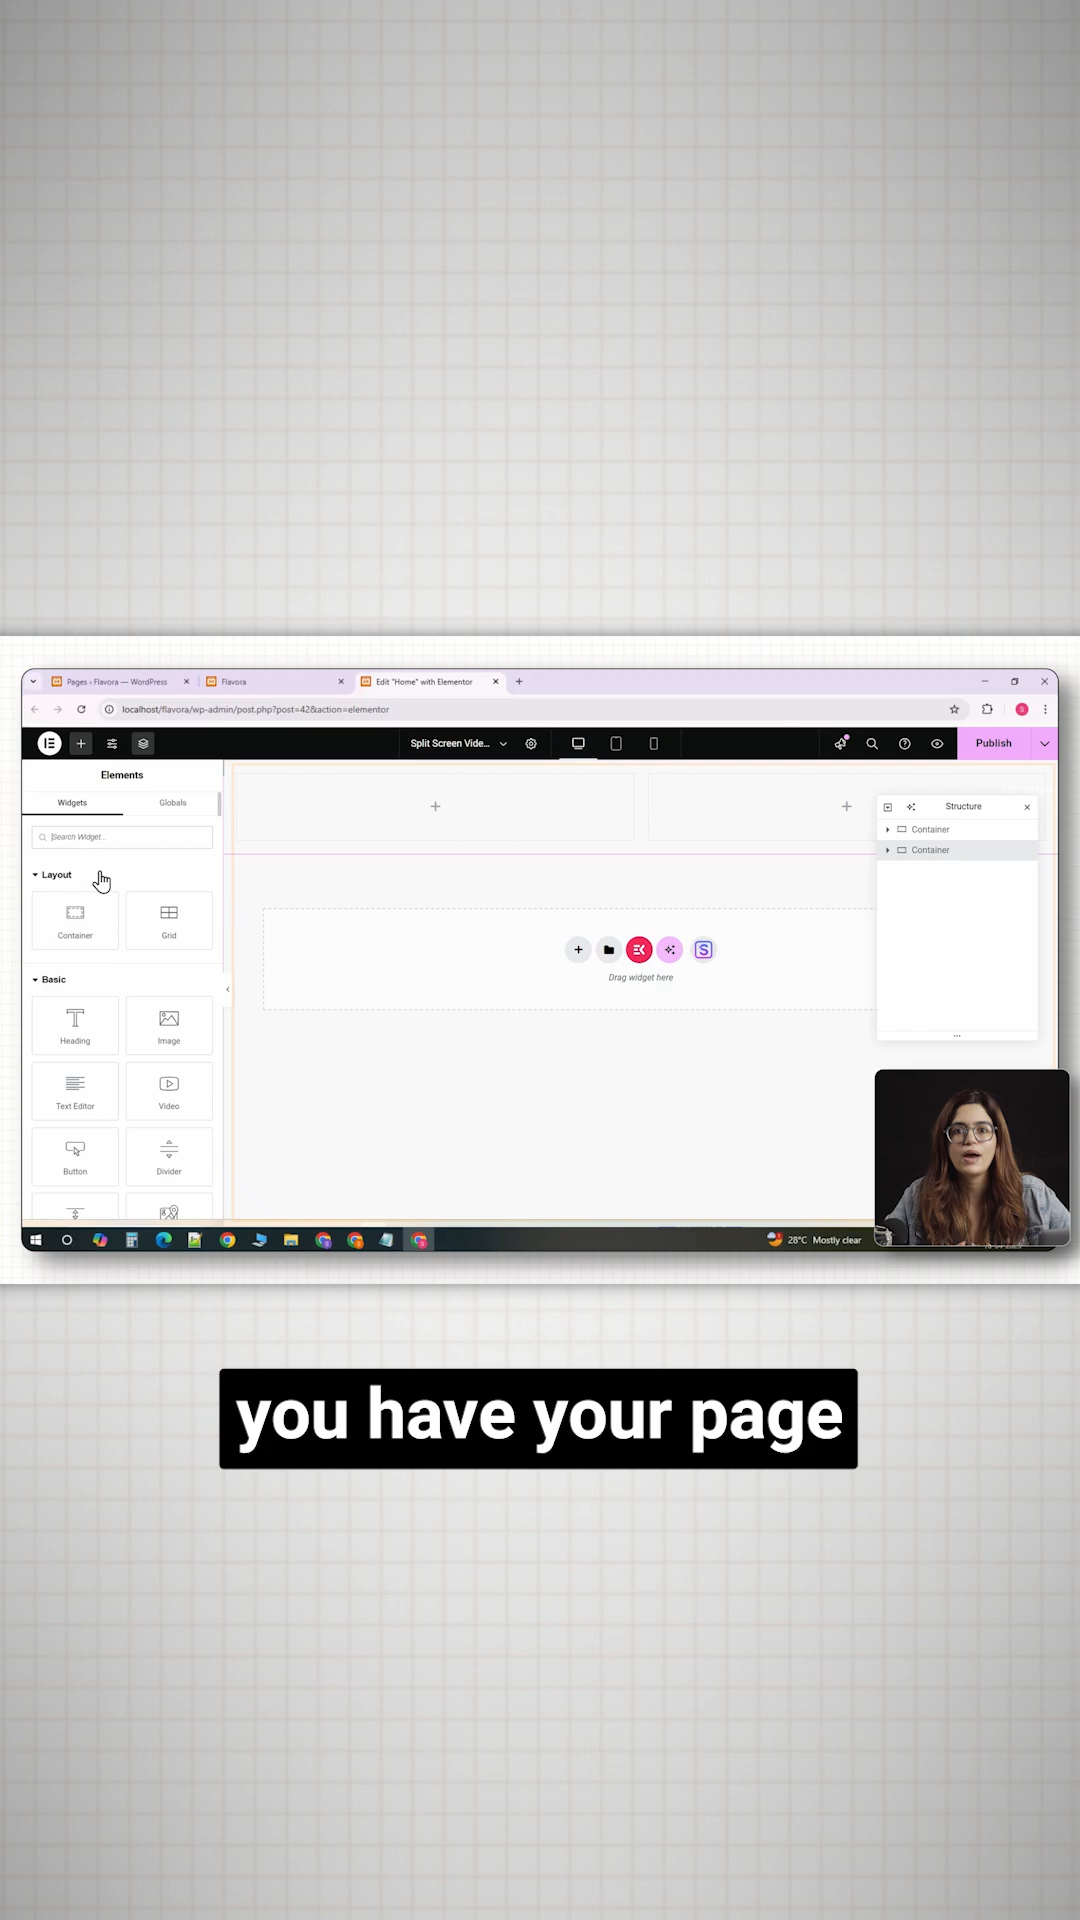 Pages ‹ Flavora — WordPress
Flavora
Edit "Home" with Elementor
localhost/flavora/wp-admin/post.php?post=42&action=elementor
S
Split Screen Vide...
Publish
Elements
Widgets
Globals
Search Widget...
Layout
Container
Grid
Basic
Heading
Image
Text Editor
Video
Button
Divider
Drag widget here
Structure
Container
Container
28°C Mostly clear
you have your page